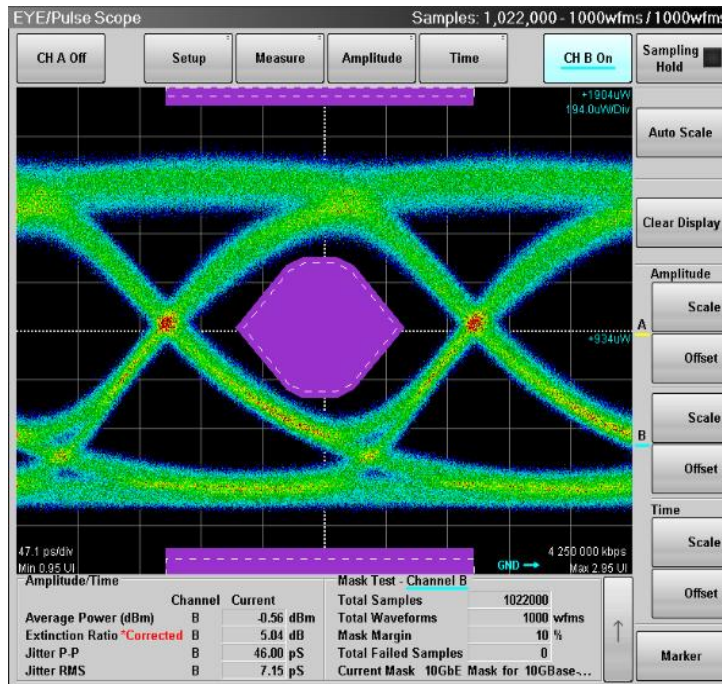 EYE/Pulse Scope Samples: 1,022,000 - 1000wfms / 1000wfms
CH A Off Setup Measure Amplitude Time CH B On Sampling Hold
+1904uW
194.0uW/Div
Auto Scale
Clear Display
Amplitude
Scale
A
+934uW
Offset
Scale
B
Offset
Time
47.1 ps/div 4 250 000 kbps
Scale
Min 0.95 UI GND → Max 2.95 UI
Offset
Amplitude/Time
Channel Current
Average Power (dBm) B -0.56 dBm
Extinction Ratio *Corrected B 5.04 dB
Jitter P-P B 46.00 pS
Jitter RMS B 7.15 pS
Mask Test - Channel B
Total Samples 1022000
Total Waveforms 1000 wfms
Mask Margin 10 %
Total Failed Samples 0
Current Mask 10GbE Mask for 10GBase-...
↑
Marker